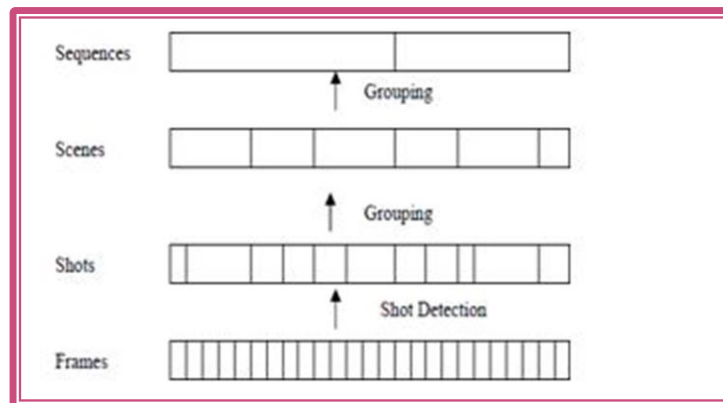 Sequences
Grouping
Scenes
Grouping
Shots
Shot Detection
Frames